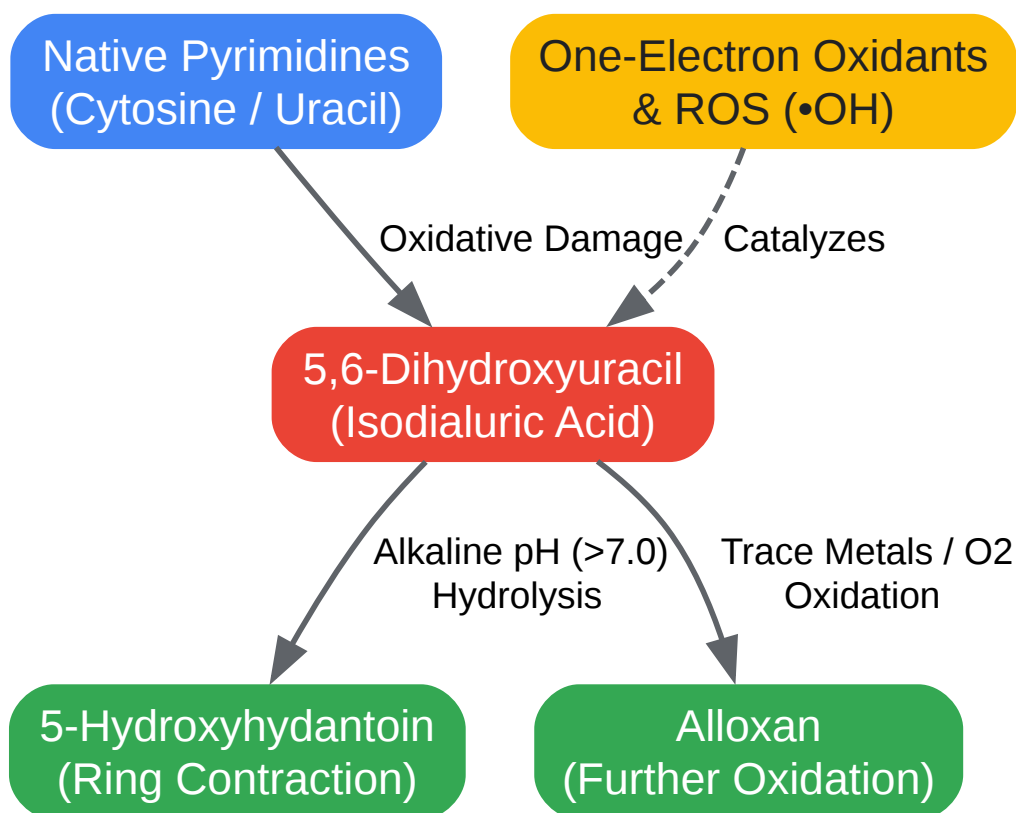 Native Pyrimidines
(Cytosine / Uracil)
One-Electron Oxidants
& ROS (•OH)
Oxidative Damage
Catalyzes
5,6-Dihydroxyuracil
(Isodialuric Acid)
Alkaline pH (>7.0)
Hydrolysis
Trace Metals / O2
Oxidation
5-Hydroxyhydantoin
(Ring Contraction)
Alloxan
(Further Oxidation)